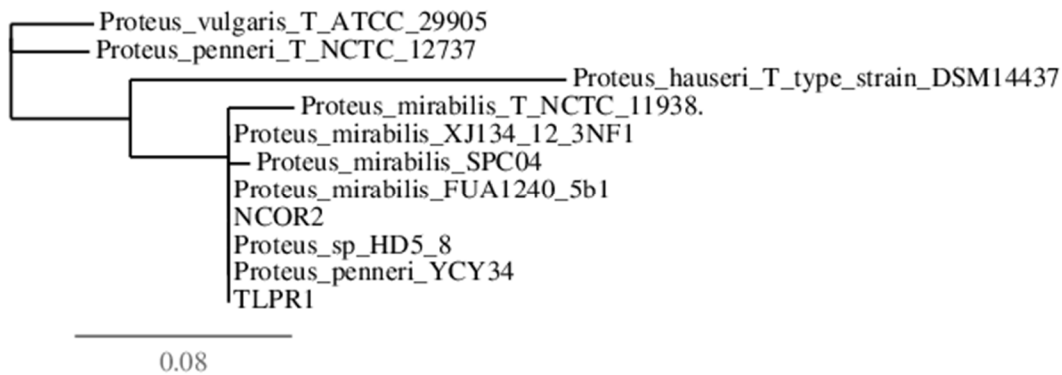 Proteus_vulgaris_T_ATCC_29905
Proteus_penneri_T_NCTC_12737
Proteus_hauseri_T_type_strain_DSM14437
Proteus_mirabilis_T_NCTC_11938.
Proteus_mirabilis_XJ134_12_3NF1
Proteus_mirabilis_SPC04
Proteus_mirabilis_FUA1240_5b1
NCOR2
Proteus_sp_HD5_8
Proteus_penneri_YCY34
TLPR1
0.08